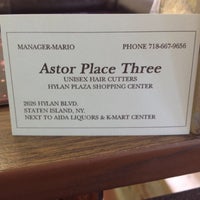 MANAGER-MARIO PHONE 718-667-9656
Astor Place Three
UNISEX HAIR CUTTERS
HYLAN PLAZA SHOPPING CENTER
2626 HYLAN BLVD.
STATEN ISLAND, NY.
NEXT TO AIDA LIQUORS & K-MART CENTER